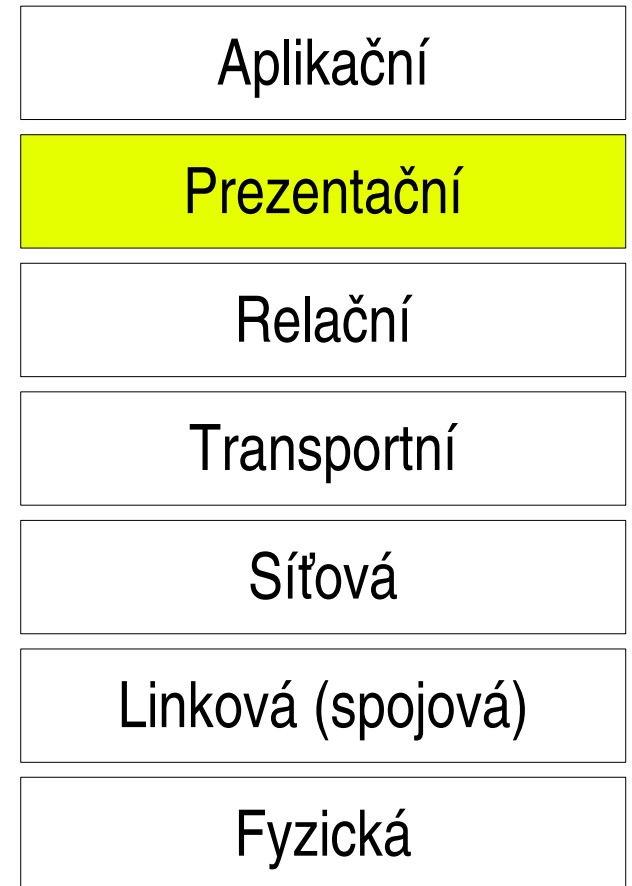 Aplikační
Prezentační
Relační
Transportní
Síťová
Linková (spojová)
Fyzická